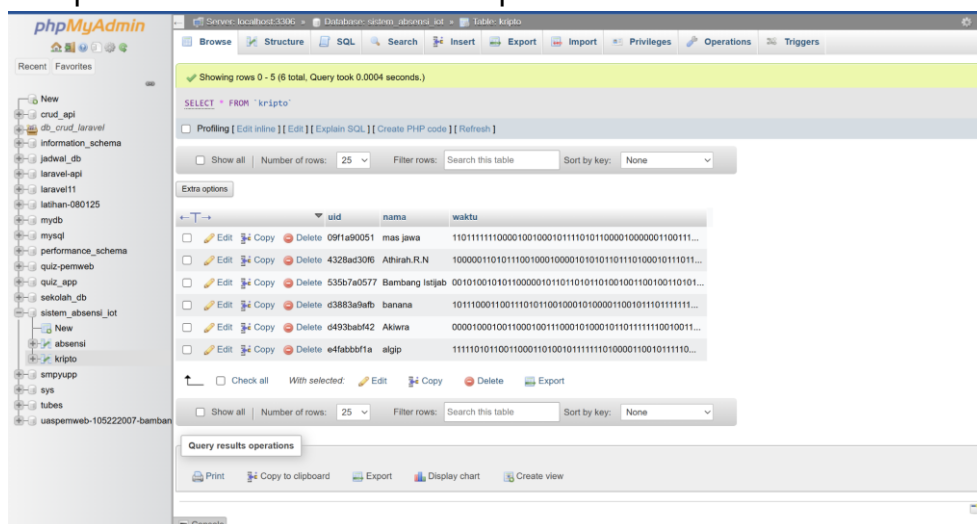 phpMyAdmin
Recent Favorites
New
crud_api
db_crud_laravel
information_schema
jadwal_db
laravel-api
laravel11
latihan-080125
mydb
mysql
performance_schema
quiz-pemweb
quiz_app
sekolah_db
sistem_absensi_iot
New
absensi
kripto
smpyupp
sys
tubes
uaspemweb-105222007-bamban
Server: localhost:3306 » Database: sistem_absensi_iot » Table: kripto
Browse Structure SQL Search Insert Export Import Privileges Operations Triggers
Showing rows 0 - 5 (6 total, Query took 0.0004 seconds.)
SELECT * FROM `kripto`
Profiling [ Edit inline ] [ Edit ] [ Explain SQL ] [ Create PHP code ] [ Refresh ]
Show all Number of rows: 25 Filter rows: Search this table Sort by key: None
Extra options
uid nama waktu
Edit Copy Delete 09f1a90051 mas jawa
Edit Copy Delete 4328ad30f6 Athirah.R.N
Edit Copy Delete 535b7a0577 Bambang Istijab
Edit Copy Delete d3883a9afb banana
Edit Copy Delete d493babf42 Akiwra
Edit Copy Delete e4fabbbf1a algip
Check all With selected: Edit Copy Delete Export
Show all Number of rows: 25 Filter rows: Search this table Sort by key: None
Query results operations
Print Copy to clipboard Export Display chart Create view